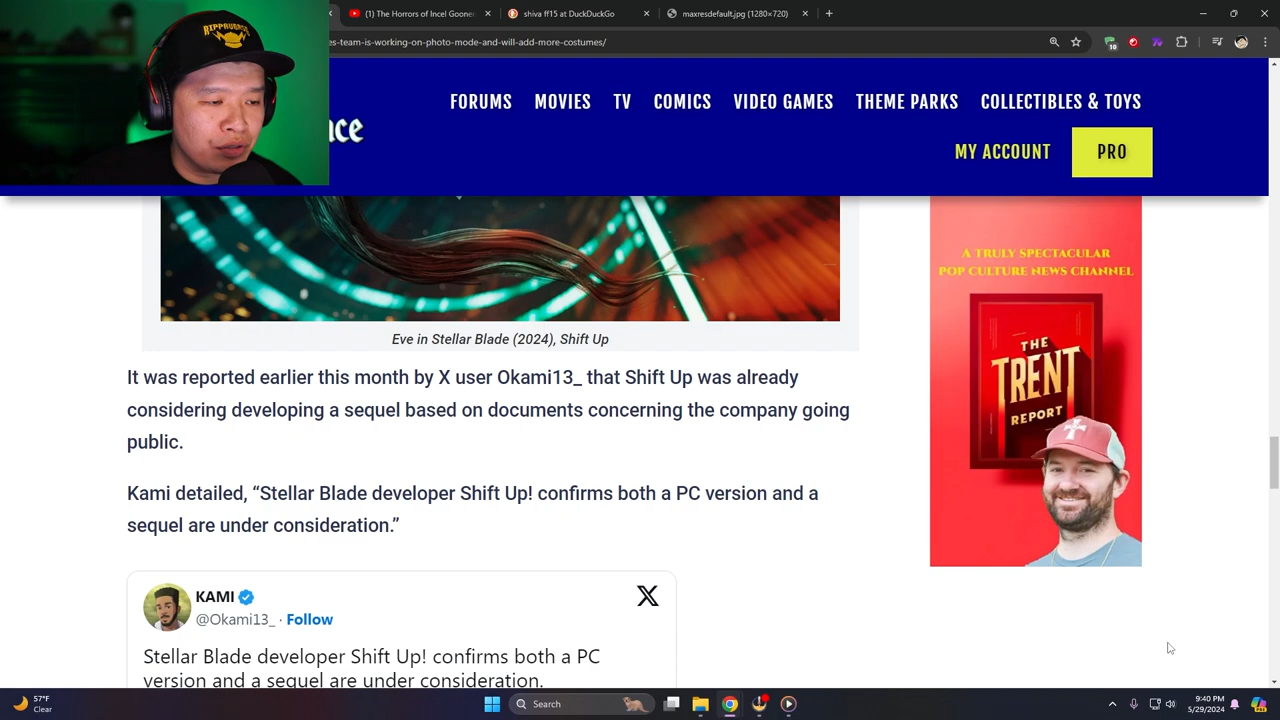 (1) The Horrors of Incel Gooner
shiva ff15 at DuckDuckGo
maxresdefault.jpg (1280×720)
es-team-is-working-on-photo-mode-and-will-add-more-costumes/
10
RIPPAVERSE
FORUMS MOVIES TV COMICS VIDEO GAMES THEME PARKS COLLECTIBLES & TOYS
ace
MY ACCOUNT PRO
A TRULY SPECTACULAR
POP CULTURE NEWS CHANNEL
THE
TRENT
REPORT
Eve in Stellar Blade (2024), Shift Up
It was reported earlier this month by X user Okami13_ that Shift Up was already
considering developing a sequel based on documents concerning the company going
public.
Kami detailed, “Stellar Blade developer Shift Up! confirms both a PC version and a
sequel are under consideration.”
KAMI
@Okami13_ · Follow
Stellar Blade developer Shift Up! confirms both a PC
version and a sequel are under consideration.
57°F
Clear
Search
9:40 PM
5/29/2024